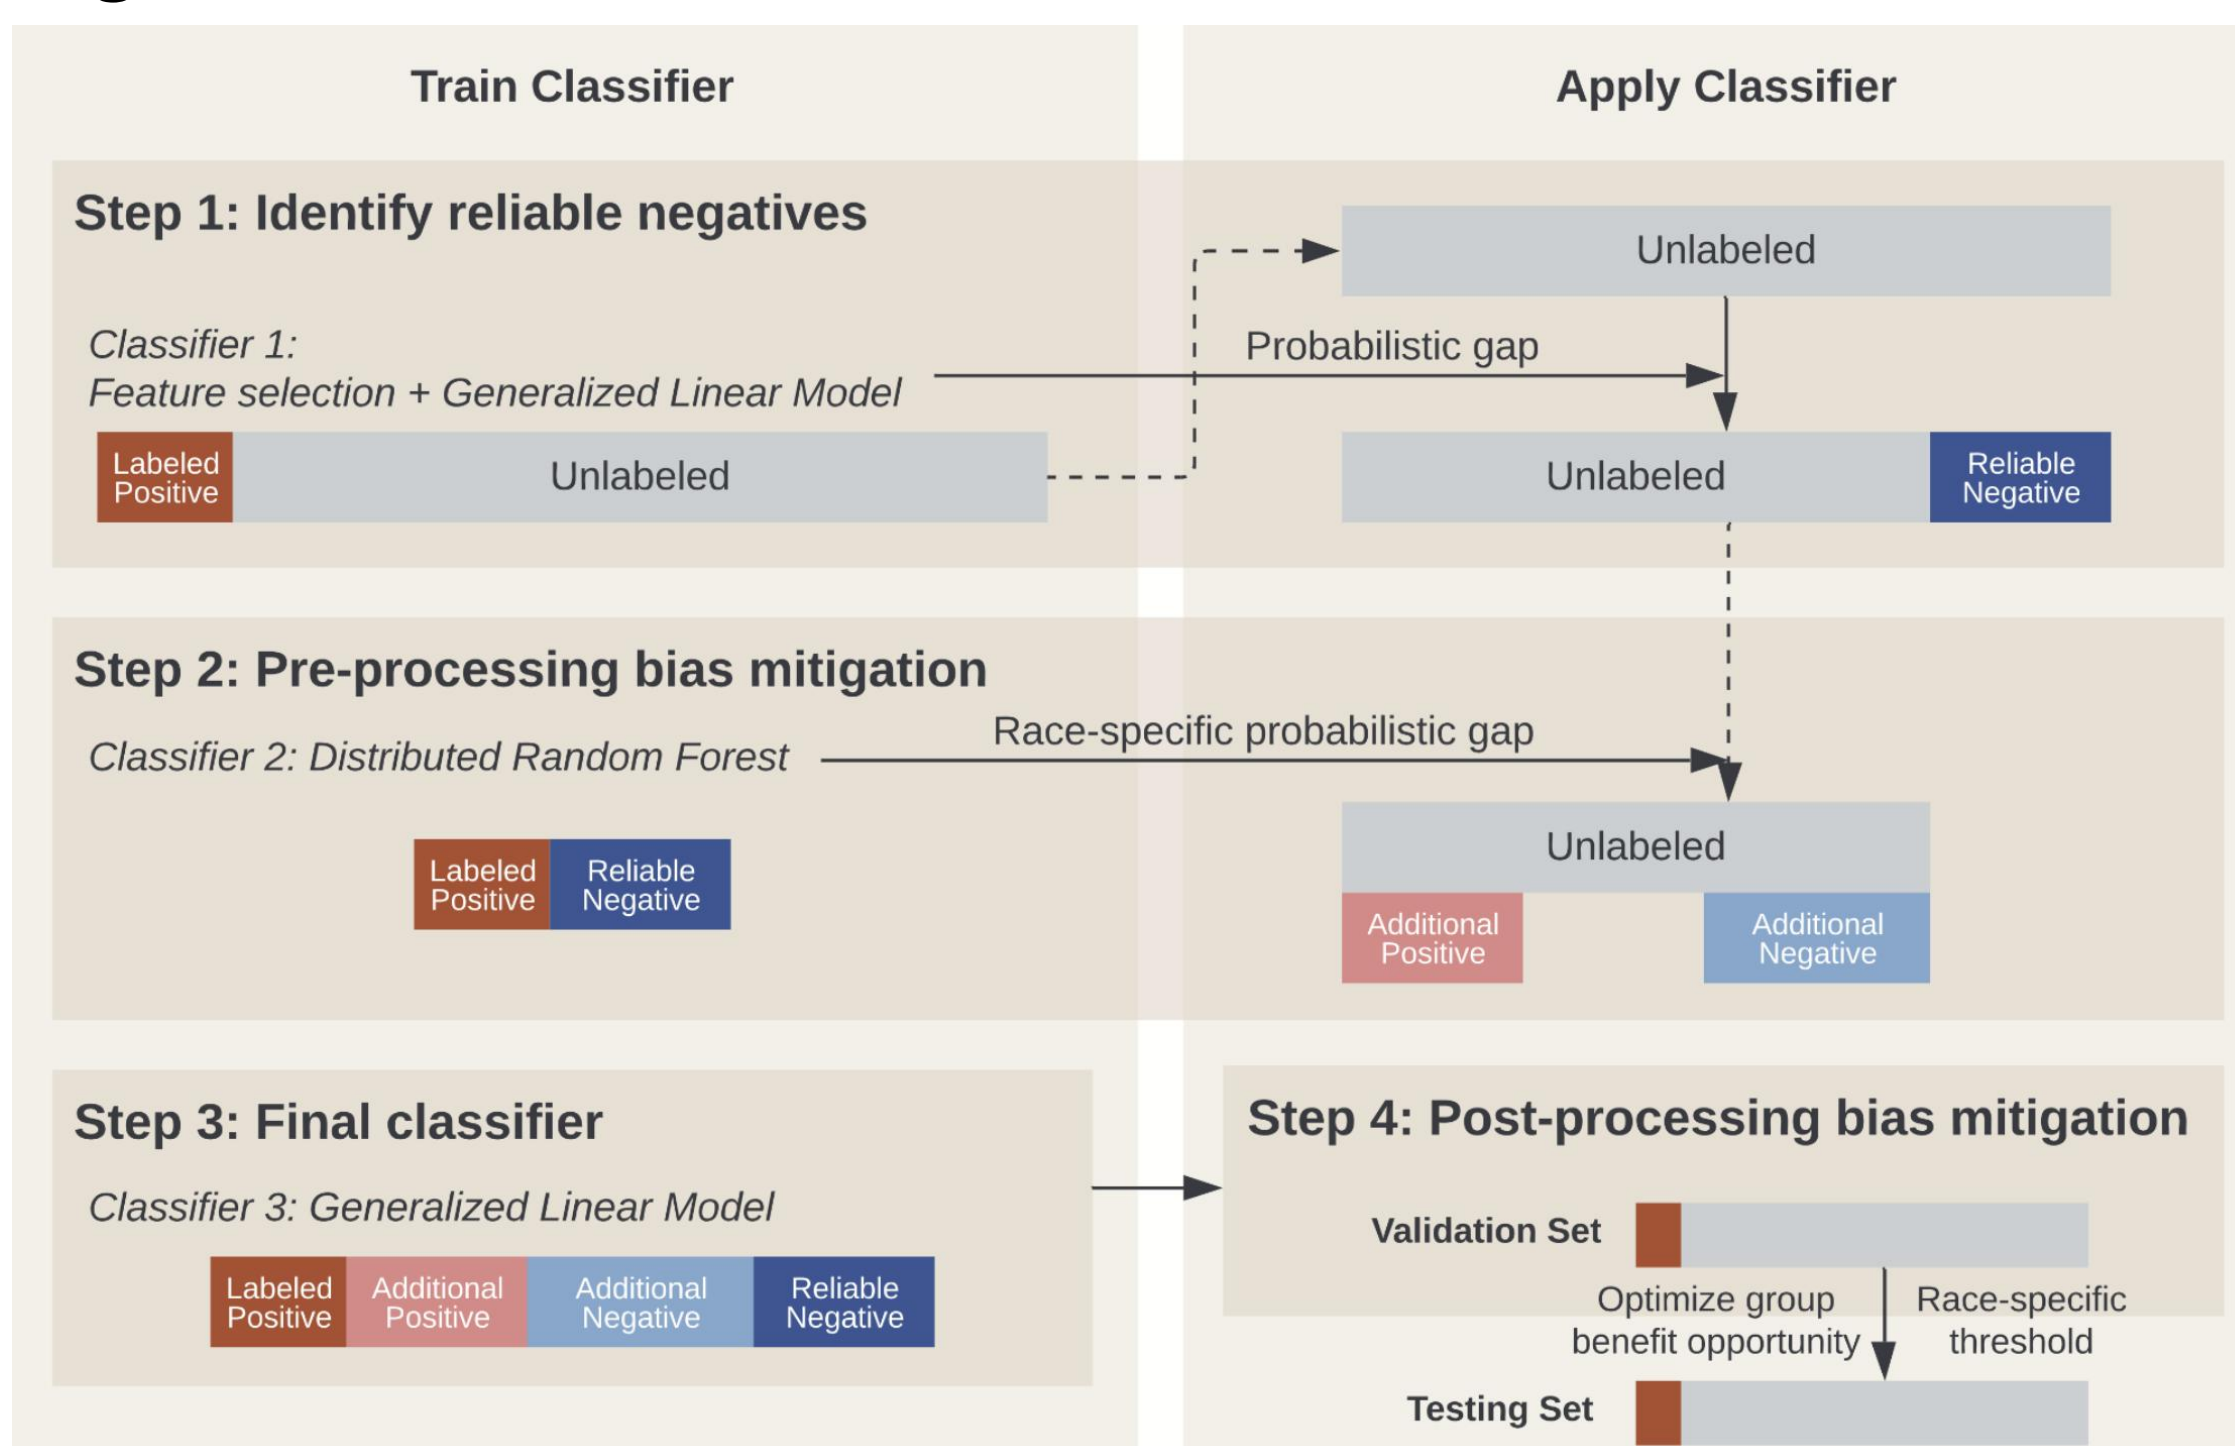 Train Classifier
Apply Classifier
Step 1: Identify reliable negatives
Unlabeled
Classifier 1:
Feature selection + Generalized Linear Model
Probabilistic gap
Labeled
Positive
Unlabeled
Unlabeled
Reliable
Negative
Step 2: Pre-processing bias mitigation
Classifier 2: Distributed Random Forest
Race-specific probabilistic gap
Labeled
Positive
Reliable
Negative
Unlabeled
Additional
Positive
Additional
Negative
Step 3: Final classifier
Classifier 3: Generalized Linear Model
Labeled
Positive
Additional
Positive
Additional
Negative
Reliable
Negative
Step 4: Post-processing bias mitigation
Validation Set
Optimize group
benefit opportunity
Race-specific
threshold
Testing Set